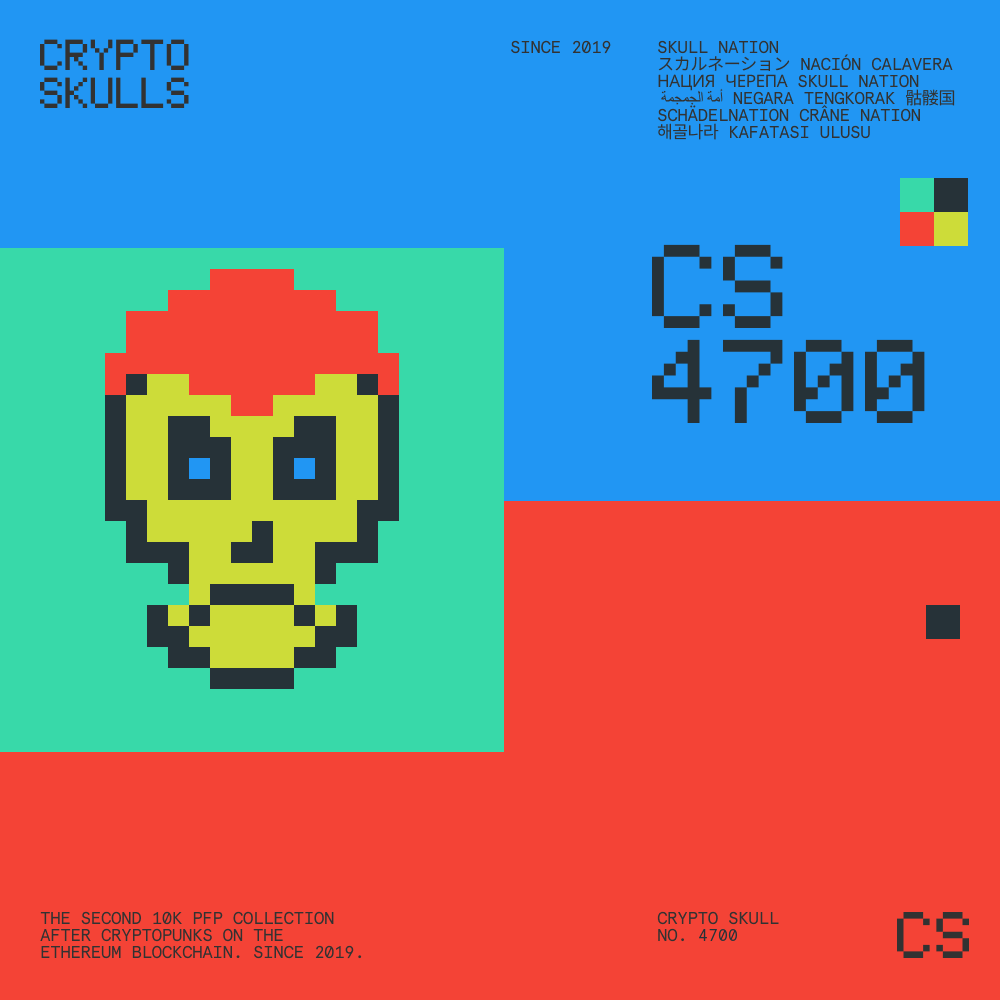 CRYPTO
SKULLS
SINCE 2019
SKULL NATION
スカルネーション NACIÓN CALAVERA
НАЦИЯ ЧЕРЕПА SKULL NATION
أمة الجمجمة NEGARA TENGKORAK 骷髅国
SCHÄDELNATION CRÂNE NATION
해골나라 KAFATASI ULUSU
CS
4700
THE SECOND 10K PFP COLLECTION
AFTER CRYPTOPUNKS ON THE
ETHEREUM BLOCKCHAIN. SINCE 2019.
CRYPTO SKULL
NO. 4700
CS